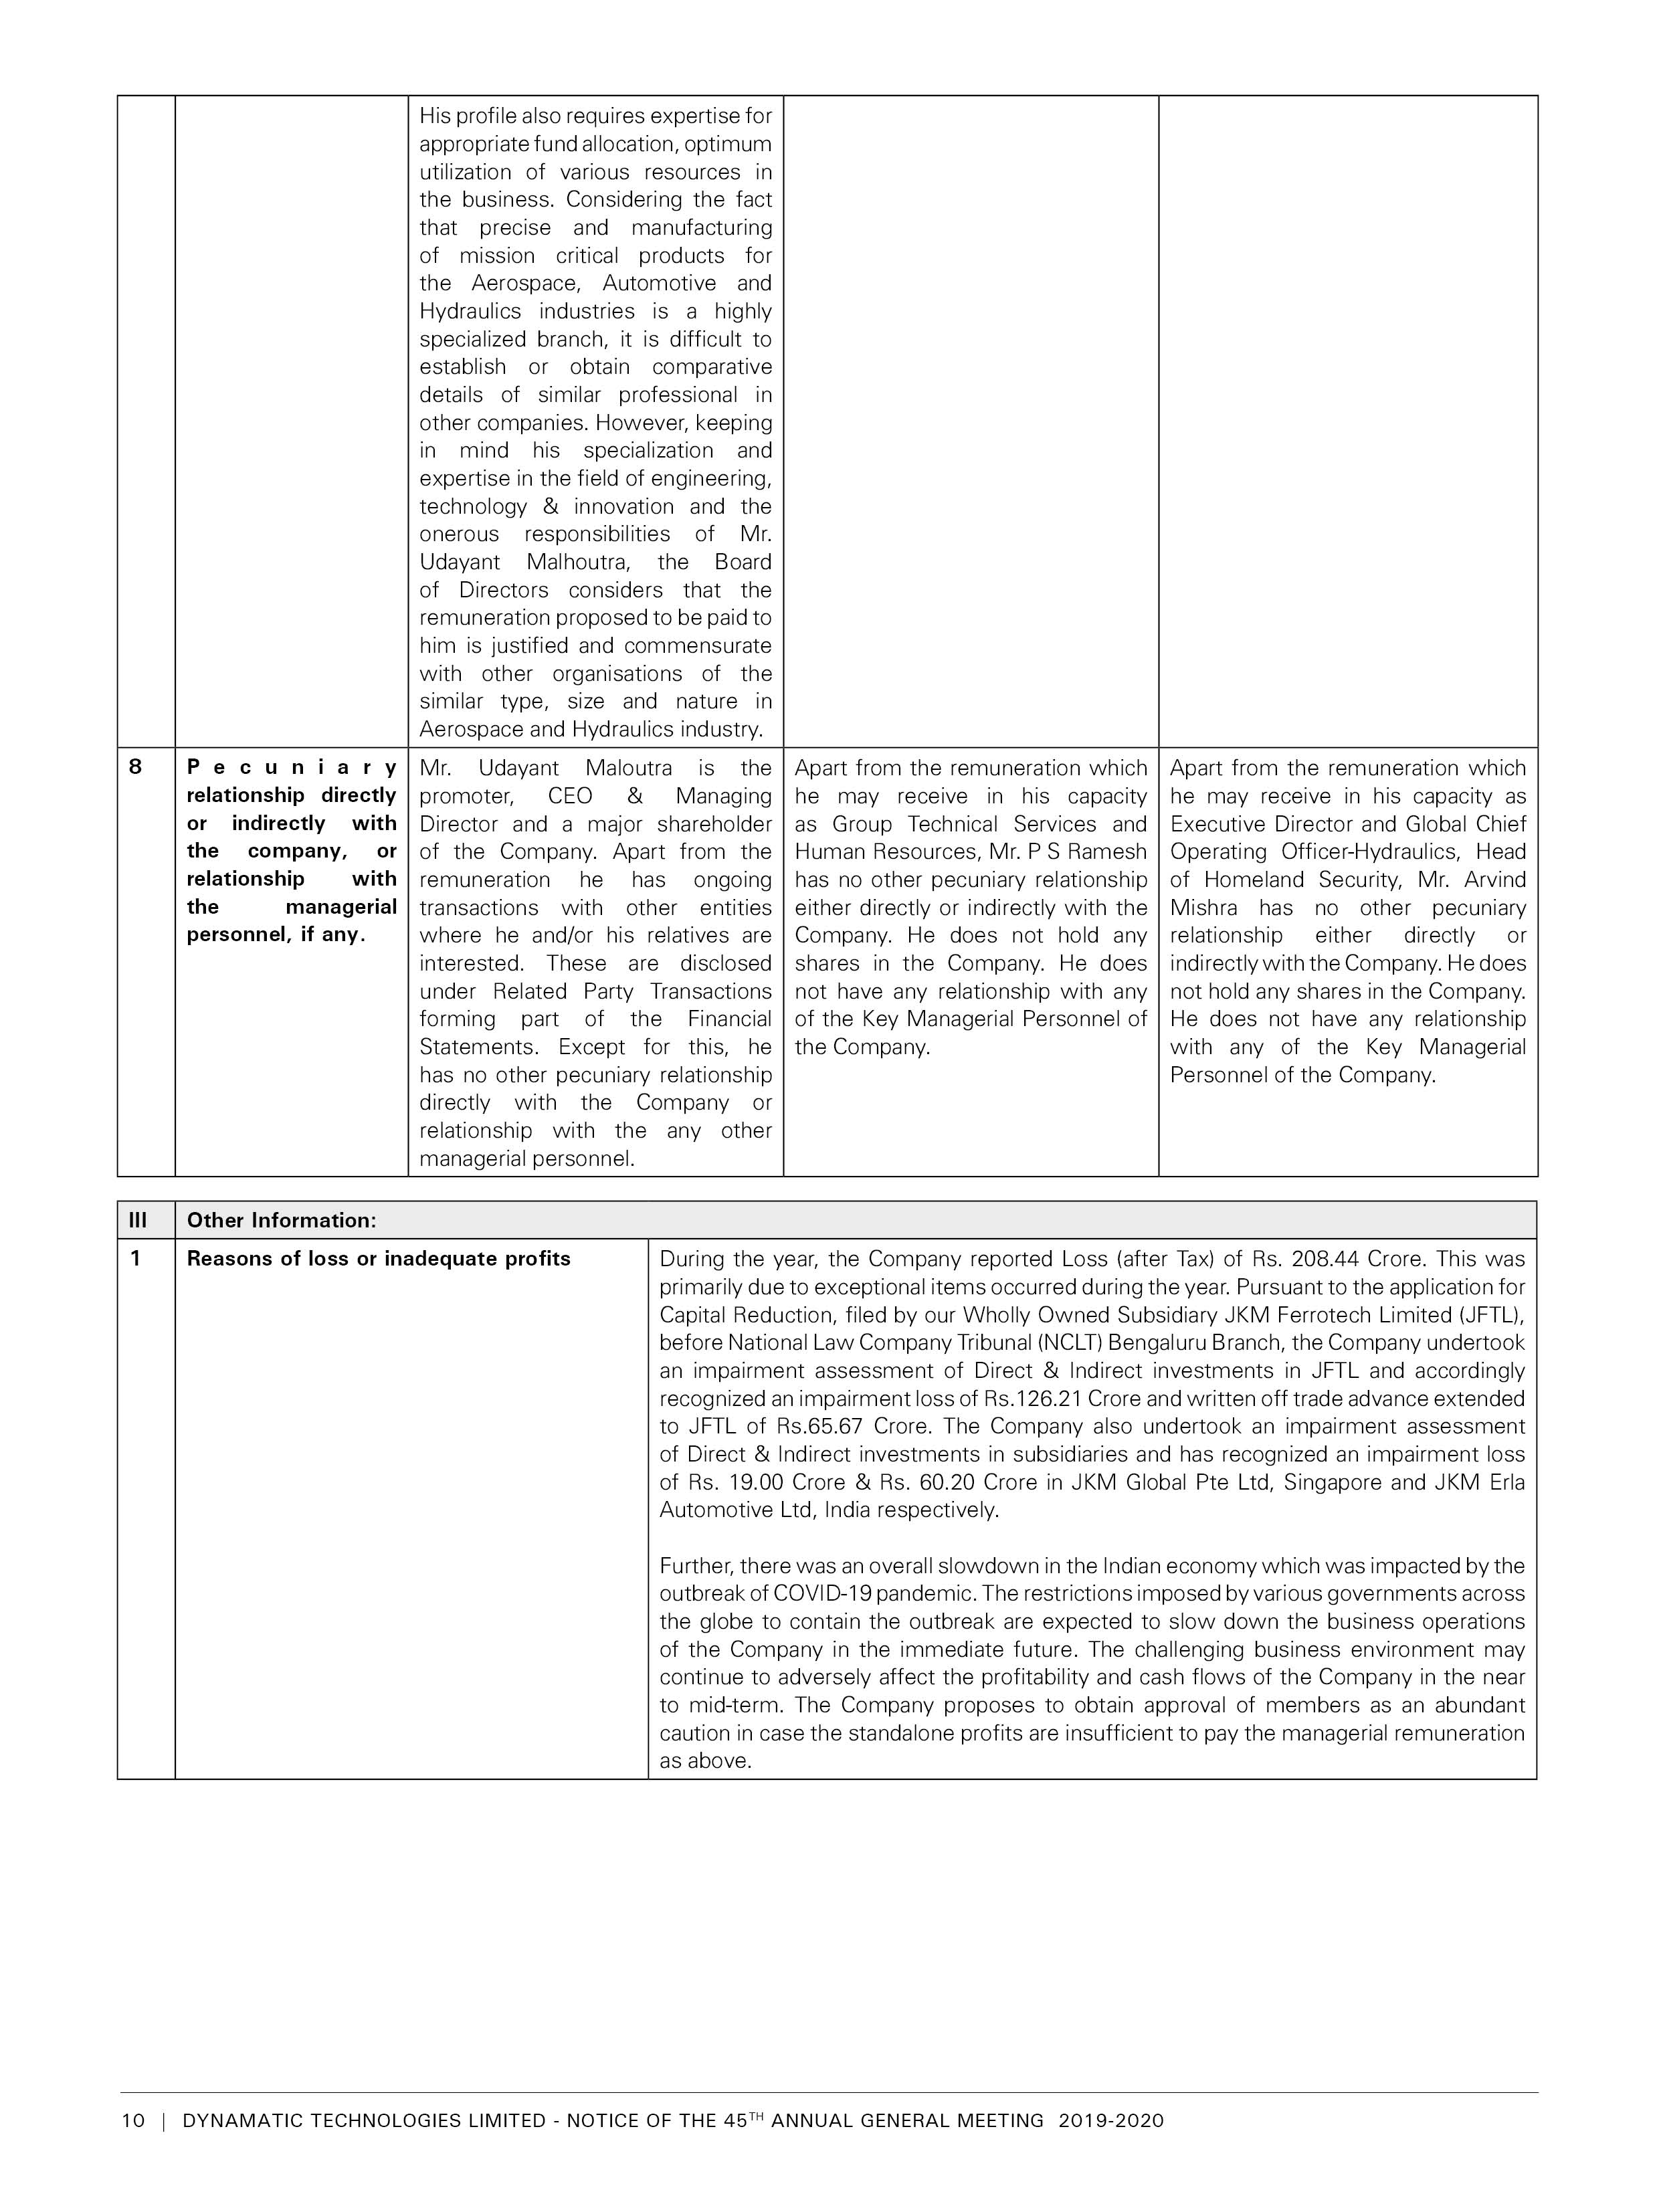 His profile also requires expertise for
appropriate fund allocation, optimum
utilization of various resources in
the business. Considering the fact
that precise and manufacturing
of mission critical products for
the Aerospace, Automotive and
Hydraulics industries is a highly
specialized branch, it is difficult to
establish or obtain comparative
details of similar professional in
other companies. However, keeping
in mind his specialization and
expertise in the field of engineering,
technology & innovation and the
onerous responsibilities of Mr.
Udayant Malhoutra, the Board
of Directors considers that the
remuneration proposed to be paid to
him is justified and commensurate
with other organisations of the
similar type, size and nature in
Aerospace and Hydraulics industry.
8
Pecuniary
relationship directly
or indirectly with
the company, or
relationship with
the managerial
personnel, if any.
Mr. Udayant Maloutra is the
promoter, CEO & Managing
Director and a major shareholder
of the Company. Apart from the
remuneration he has ongoing
transactions with other entities
where he and/or his relatives are
interested. These are disclosed
under Related Party Transactions
forming part of the Financial
Statements. Except for this, he
has no other pecuniary relationship
directly with the Company or
relationship with the any other
managerial personnel.
Apart from the remuneration which
he may receive in his capacity
as Group Technical Services and
Human Resources, Mr. P S Ramesh
has no other pecuniary relationship
either directly or indirectly with the
Company. He does not hold any
shares in the Company. He does
not have any relationship with any
of the Key Managerial Personnel of
the Company.
Apart from the remuneration which
he may receive in his capacity as
Executive Director and Global Chief
Operating Officer-Hydraulics, Head
of Homeland Security, Mr. Arvind
Mishra has no other pecuniary
relationship either directly or
indirectly with the Company. He does
not hold any shares in the Company.
He does not have any relationship
with any of the Key Managerial
Personnel of the Company.
III Other Information:
1 Reasons of loss or inadequate profits
During the year, the Company reported Loss (after Tax) of Rs. 208.44 Crore. This was
primarily due to exceptional items occurred during the year. Pursuant to the application for
Capital Reduction, filed by our Wholly Owned Subsidiary JKM Ferrotech Limited (JFTL),
before National Law Company Tribunal (NCLT) Bengaluru Branch, the Company undertook
an impairment assessment of Direct & Indirect investments in JFTL and accordingly
recognized an impairment loss of Rs.126.21 Crore and written off trade advance extended
to JFTL of Rs.65.67 Crore. The Company also undertook an impairment assessment
of Direct & Indirect investments in subsidiaries and has recognized an impairment loss
of Rs. 19.00 Crore & Rs. 60.20 Crore in JKM Global Pte Ltd, Singapore and JKM Erla
Automotive Ltd, India respectively.
Further, there was an overall slowdown in the Indian economy which was impacted by the
outbreak of COVID-19 pandemic. The restrictions imposed by various governments across
the globe to contain the outbreak are expected to slow down the business operations
of the Company in the immediate future. The challenging business environment may
continue to adversely affect the profitability and cash flows of the Company in the near
to mid-term. The Company proposes to obtain approval of members as an abundant
caution in case the standalone profits are insufficient to pay the managerial remuneration
as above.
10 | DYNAMATIC TECHNOLOGIES LIMITED - NOTICE OF THE 45TH ANNUAL GENERAL MEETING 2019-2020